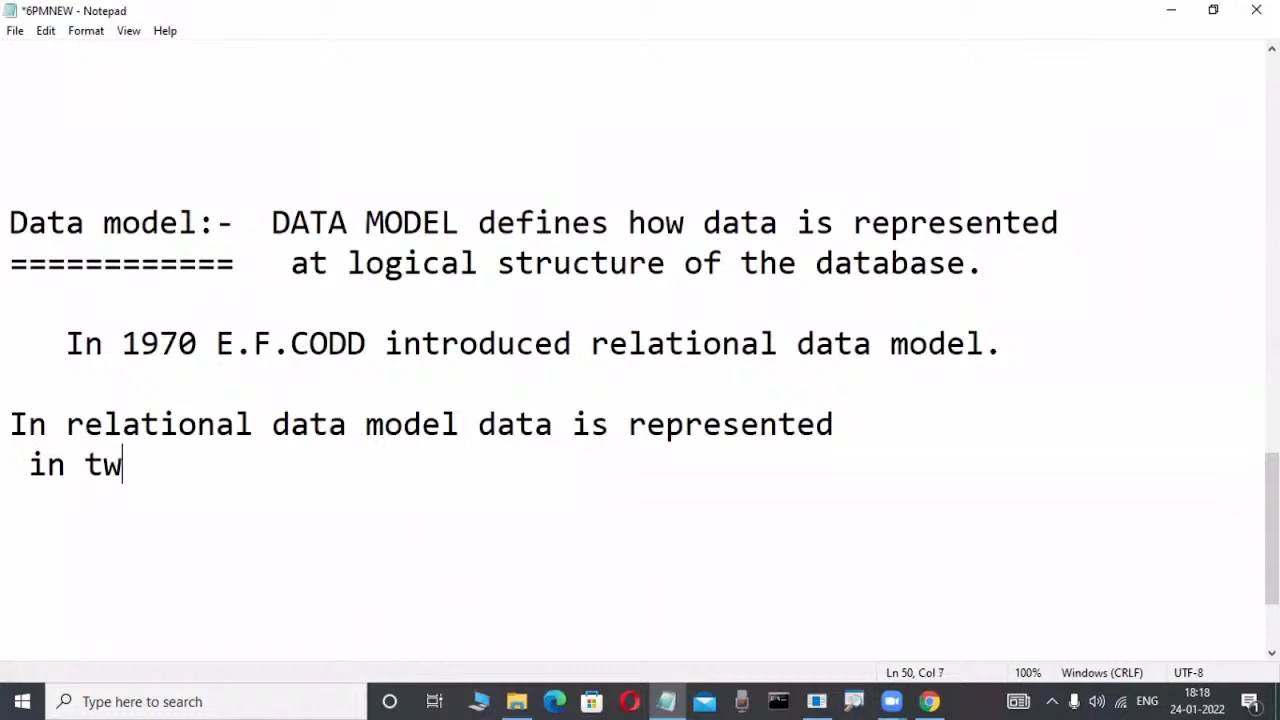 *6PMNEW - Notepad
File Edit Format View Help
Data model:- DATA MODEL defines how data is represented
============ at logical structure of the database.
In 1970 E.F.CODD introduced relational data model.
In relational data model data is represented
in tw
Ln 50, Col 7 100% Windows (CRLF) UTF-8
Type here to search
ENG
18:18
24-01-2022
1